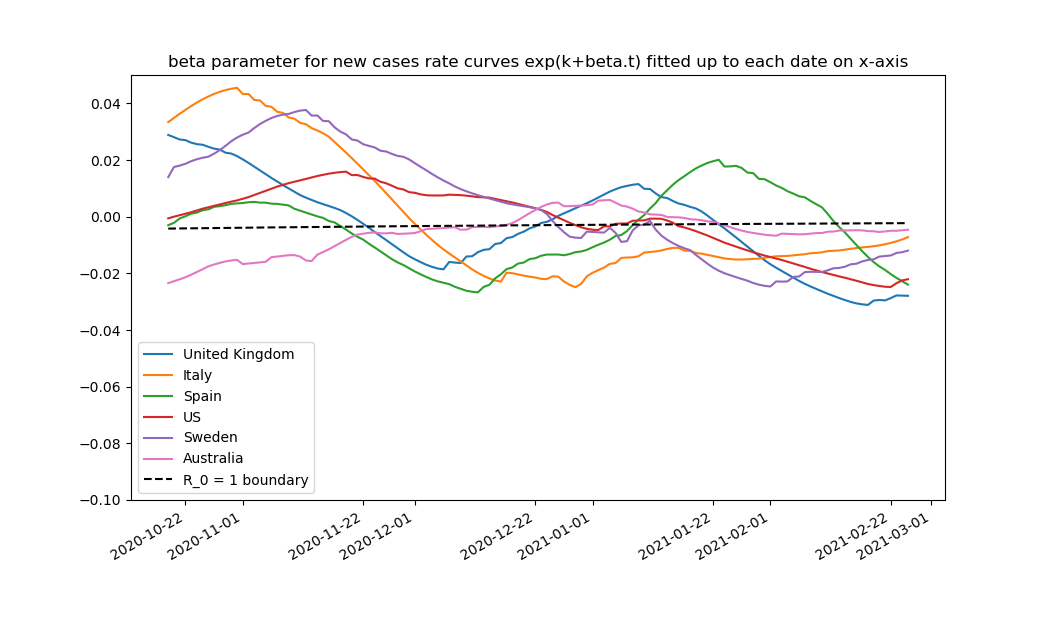 beta parameter for new cases rate curves exp(k+beta.t) fitted up to each date on x-axis
0.04
0.02
0.00
−0.02
−0.04
−0.06
−0.08
−0.10
United Kingdom
Italy
Spain
US
Sweden
Australia
R_0 = 1 boundary
2020-10-22
2020-11-01
2020-11-22
2020-12-01
2020-12-22
2021-01-01
2021-01-22
2021-02-01
2021-02-22
2021-03-01